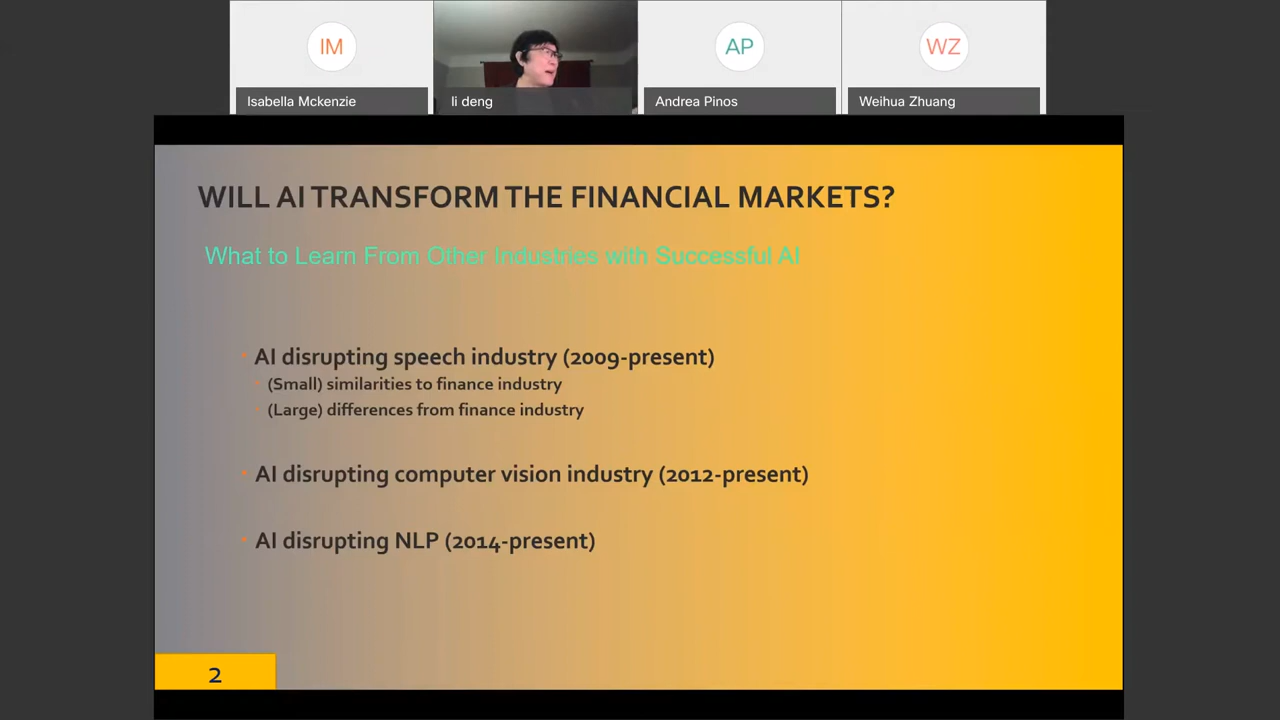 IM
AP
WZ
Isabella Mckenzie
li deng
Andrea Pinos
Weihua Zhuang
WILL AI TRANSFORM THE FINANCIAL MARKETS?
What to Learn From Other Industries with Successful AI
AI disrupting speech industry (2009-present)
(Small) similarities to finance industry
(Large) differences from finance industry
AI disrupting computer vision industry (2012-present)
AI disrupting NLP (2014-present)
2